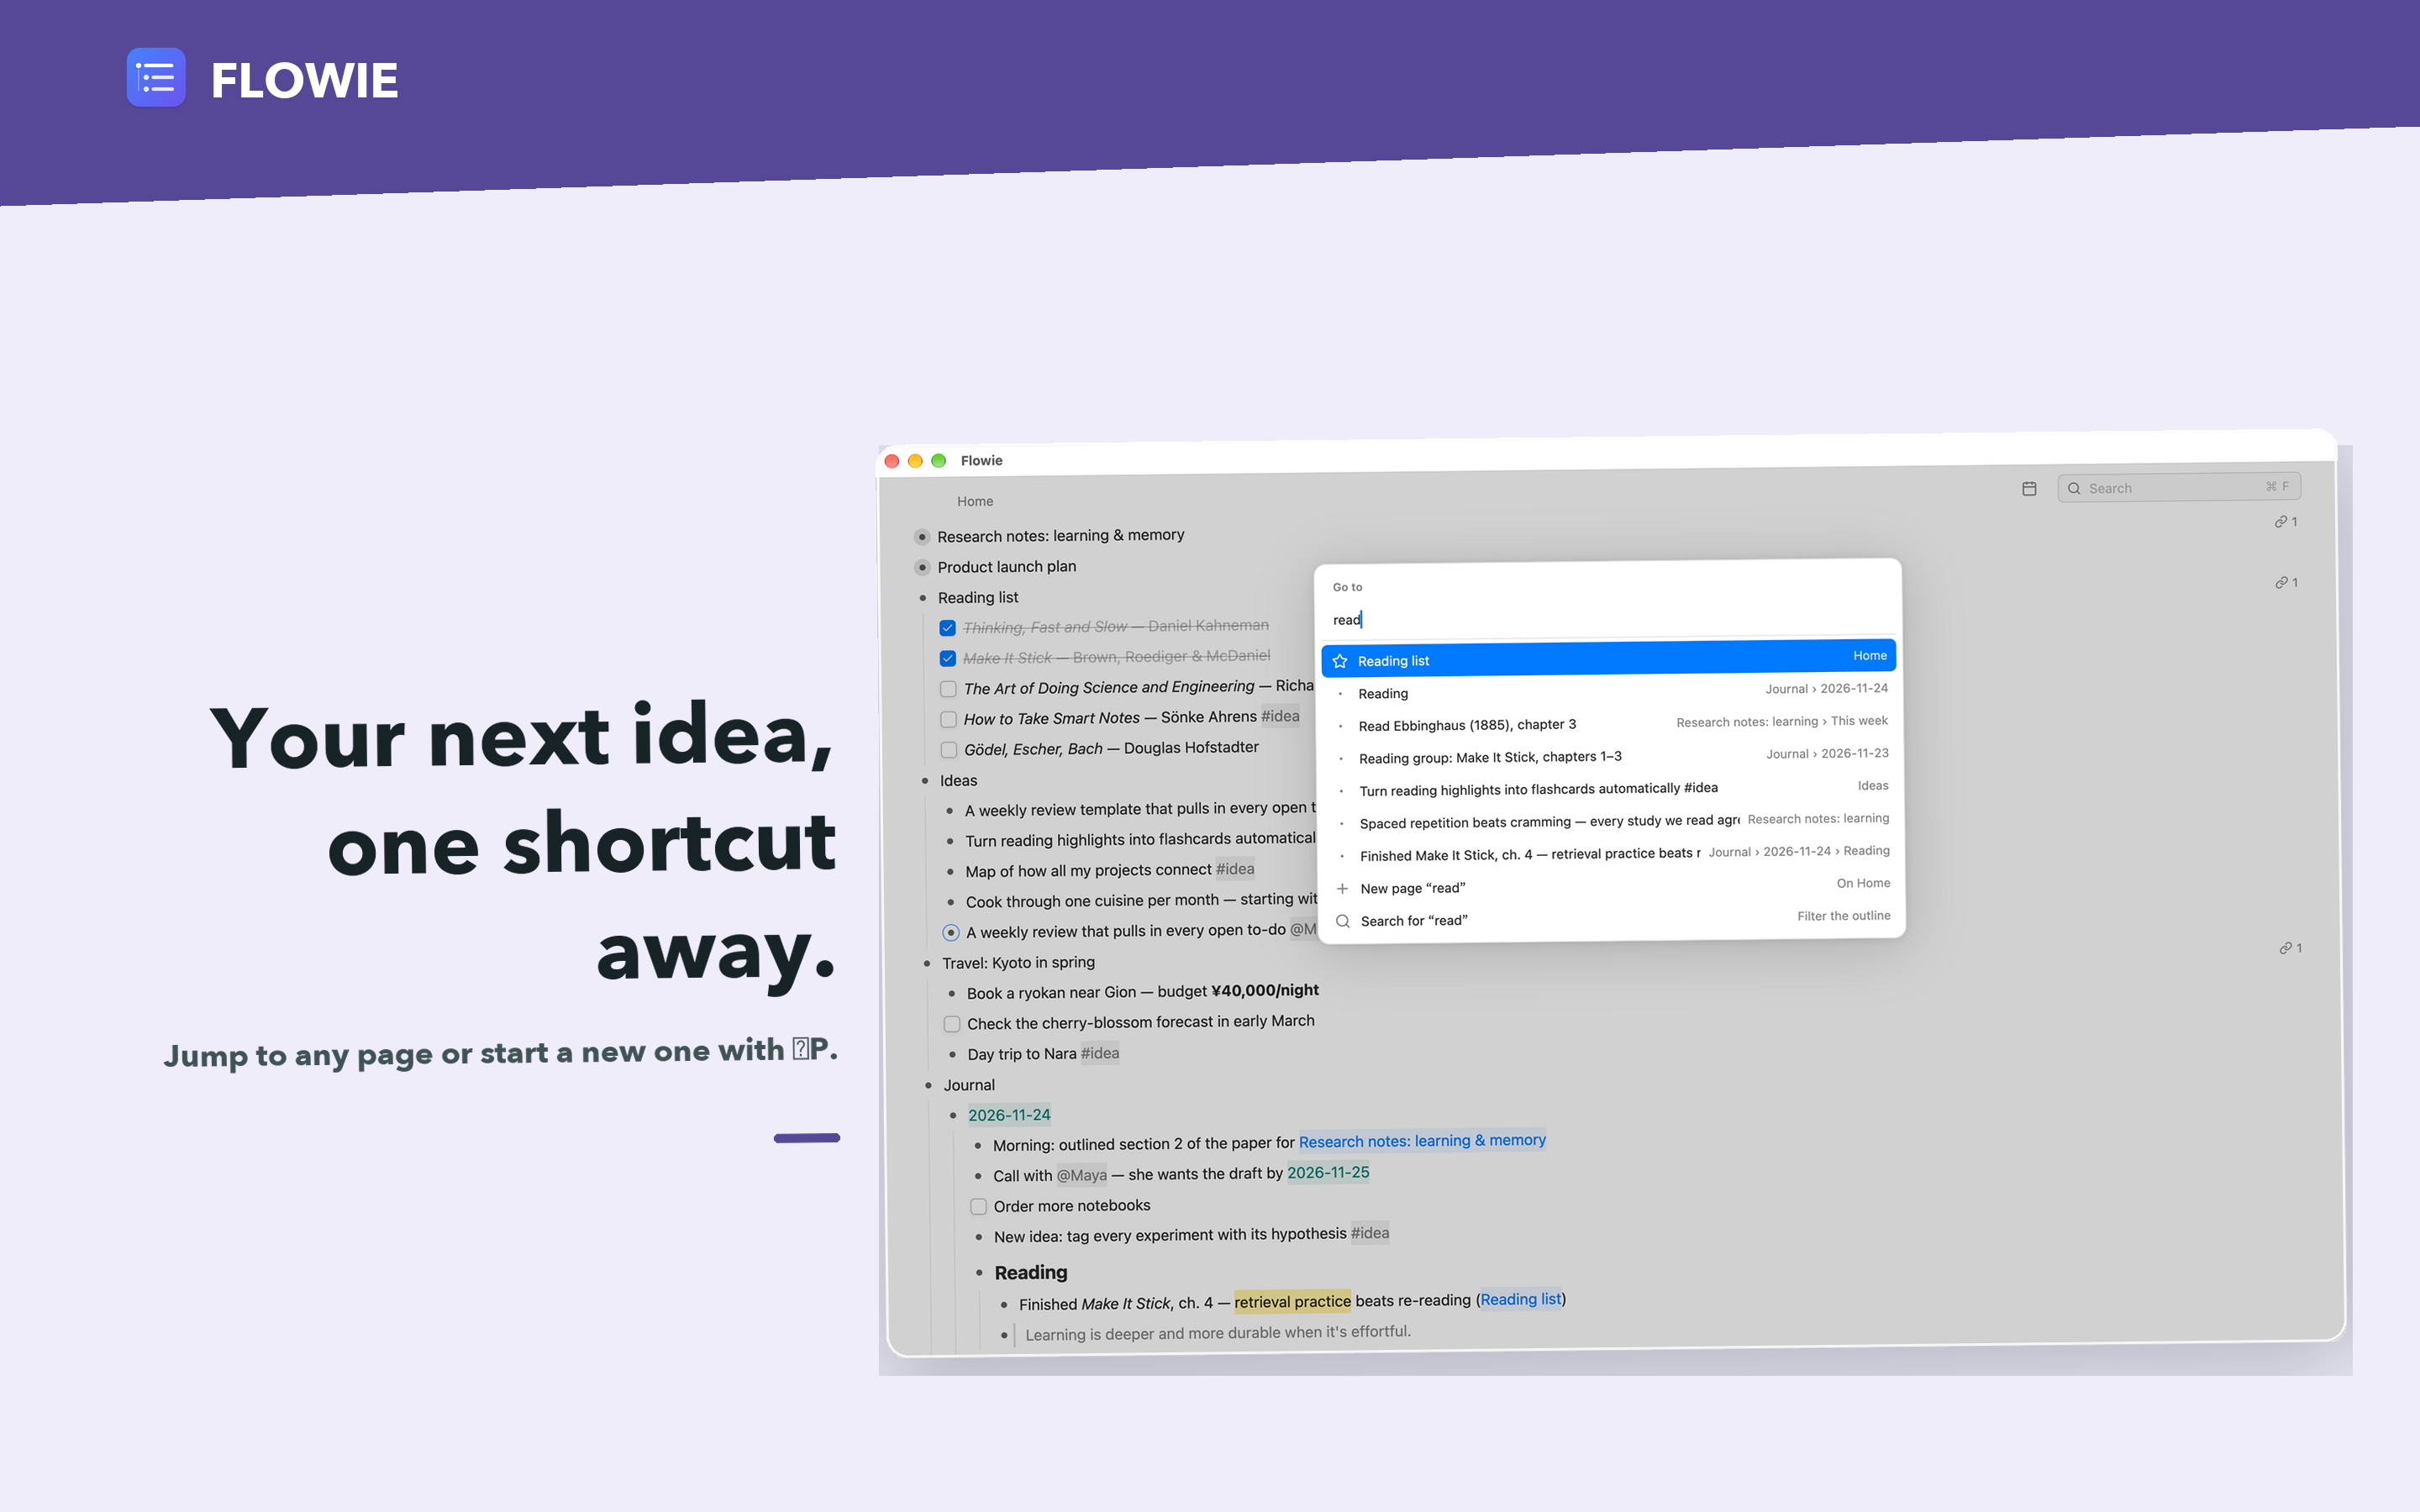 FLOWIE
Your next idea,
one shortcut
away.
Jump to any page or start a new one with P.
Flowie
Home
Search ⌘ F
Research notes: learning & memory 1
Product launch plan
Reading list 1
Thinking, Fast and Slow — Daniel Kahneman
Make It Stick — Brown, Roediger & McDaniel
The Art of Doing Science and Engineering — Richa
How to Take Smart Notes — Sönke Ahrens #idea
Gödel, Escher, Bach — Douglas Hofstadter
Ideas
A weekly review template that pulls in every open t
Turn reading highlights into flashcards automatical
Map of how all my projects connect #idea
Cook through one cuisine per month — starting wit
A weekly review that pulls in every open to-do @M
Travel: Kyoto in spring 1
Book a ryokan near Gion — budget ¥40,000/night
Check the cherry-blossom forecast in early March
Day trip to Nara #idea
Journal
2026-11-24
Morning: outlined section 2 of the paper for Research notes: learning & memory
Call with @Maya — she wants the draft by 2026-11-25
Order more notebooks
New idea: tag every experiment with its hypothesis #idea
Reading
Finished Make It Stick, ch. 4 — retrieval practice beats re-reading (Reading list)
Learning is deeper and more durable when it's effortful.
Go to
read
Reading list Home
Reading Journal › 2026-11-24
Read Ebbinghaus (1885), chapter 3 Research notes: learning › This week
Reading group: Make It Stick, chapters 1–3 Journal › 2026-11-23
Turn reading highlights into flashcards automatically #idea Ideas
Spaced repetition beats cramming — every study we read agr Research notes: learning
Finished Make It Stick, ch. 4 — retrieval practice beats r Journal › 2026-11-24 › Reading
New page “read” On Home
Search for “read” Filter the outline